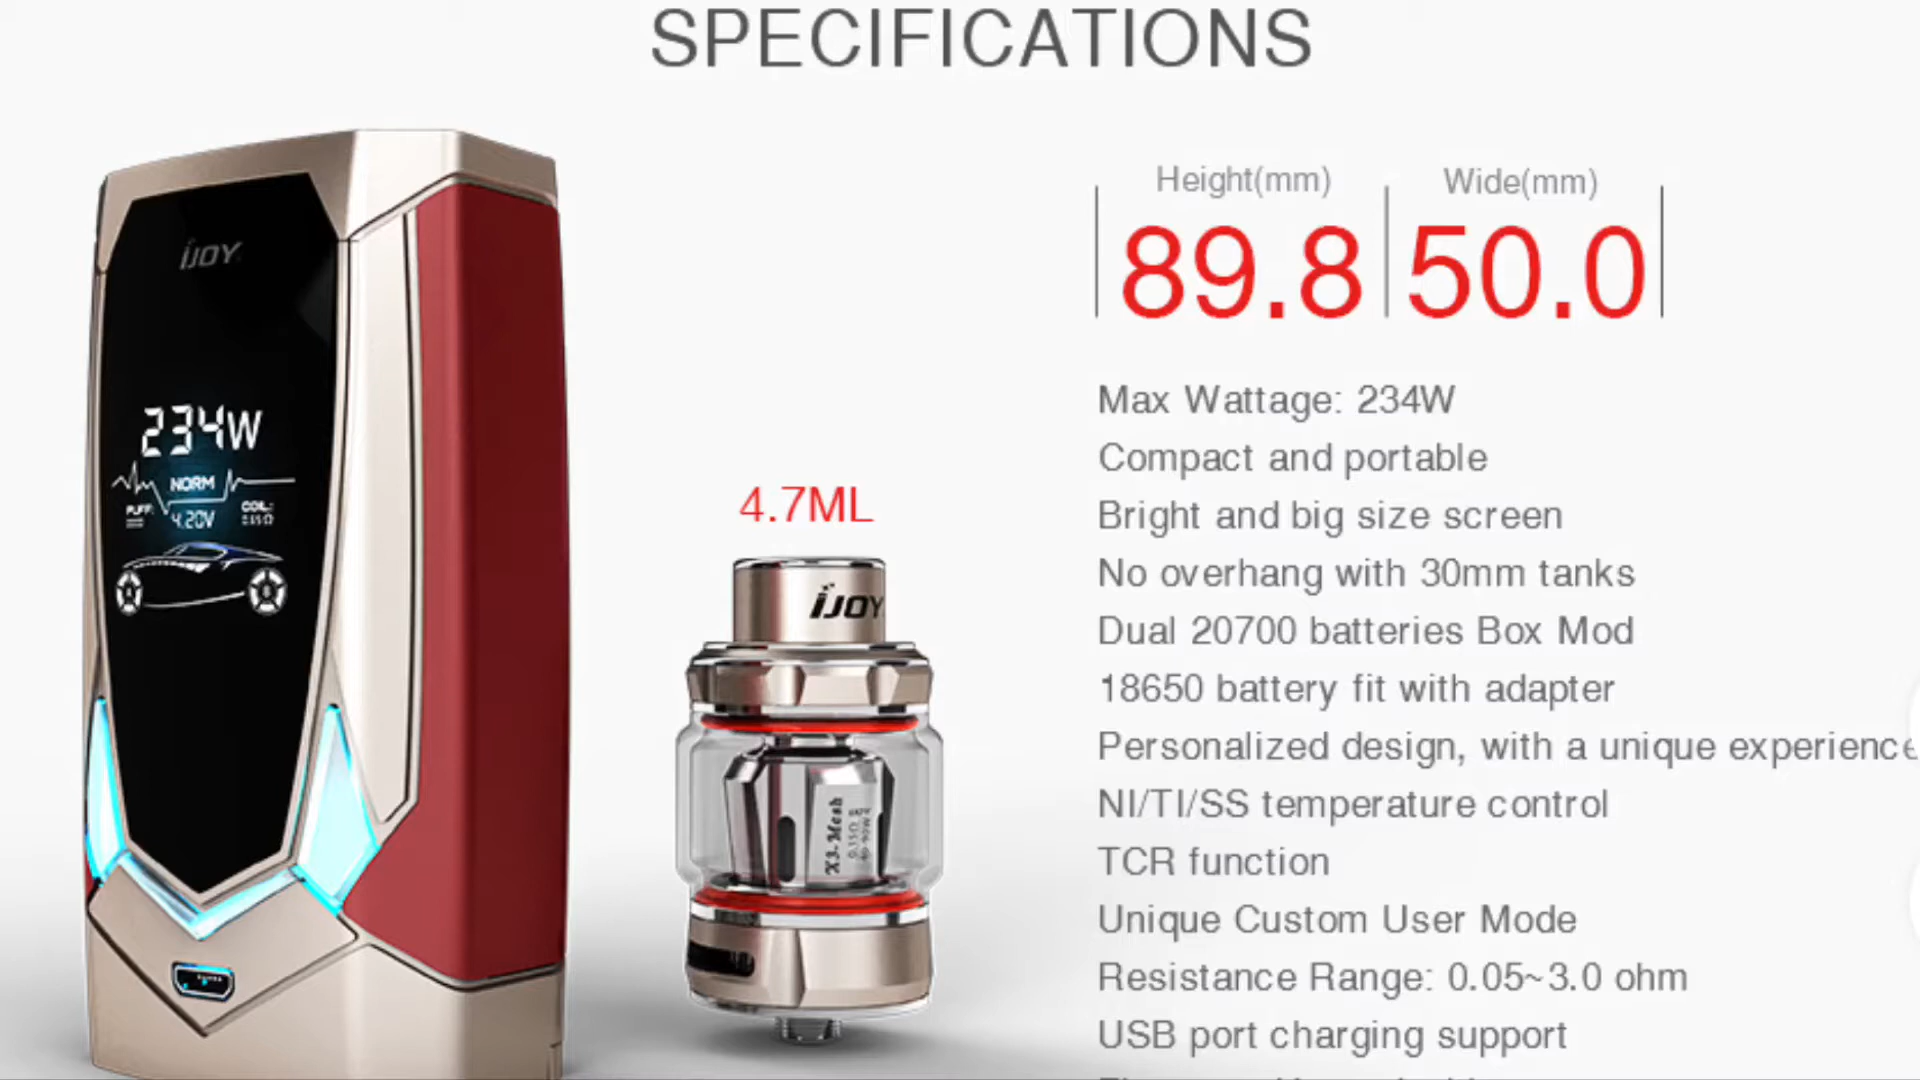 SPECIFICATIONS
Height(mm)
Wide(mm)
89.8
50.0
iJOY
234W
NORM
PUFF:
4.20V
COIL:
4.7ML
iJOY
X3-Mesh
Max Wattage: 234W
Compact and portable
Bright and big size screen
No overhang with 30mm tanks
Dual 20700 batteries Box Mod
18650 battery fit with adapter
Personalized design, with a unique experience
NI/TI/SS temperature control
TCR function
Unique Custom User Mode
Resistance Range: 0.05~3.0 ohm
USB port charging support